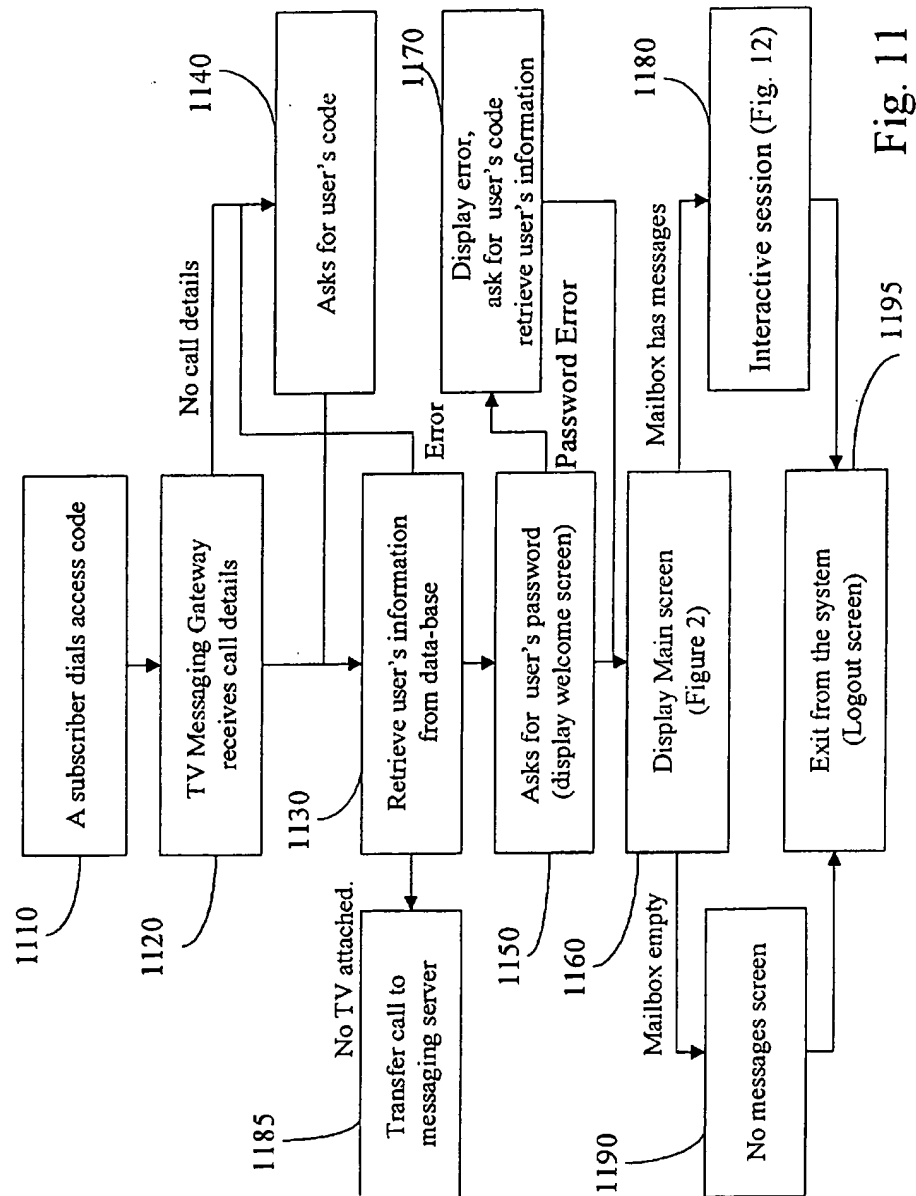 1110
A subscriber dials access code
1120
TV Messaging Gateway
receives call details
No call details
1140
Asks for user's code
1130
Retrieve user's information
from data-base
Error
No TV attached.
1185
Transfer call to
messaging server
1150
Asks for user's password
(display welcome screen)
Password Error
1170
Display error,
ask for user's code
retrieve user's information
1160
Display Main screen
(Figure 2)
Mailbox empty
Mailbox has messages
1190
No messages screen
1180
Interactive session (Fig. 12)
1195
Exit from the system
(Logout screen)
Fig. 11